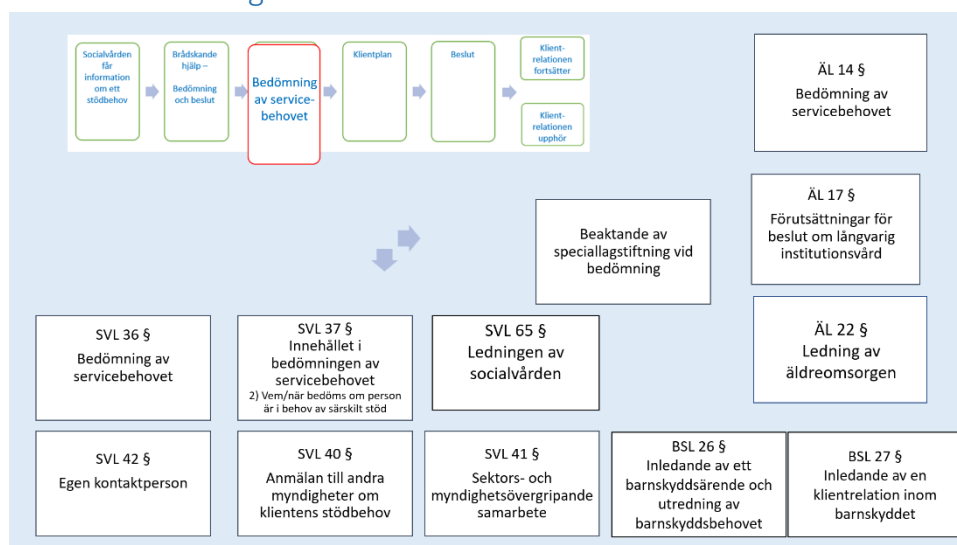 Socialvården
får
information
om ett
stödbehov
Brådskande
hjälp –
Bedömning
och beslut
Bedömning
av service-
behovet
Klientplan
Beslut
Klient-
relationen
fortsätter
Klient-
relationen
upphör
ÄL 14 §
Bedömning av
servicebehovet
Beaktande av
speciallagstiftning vid
bedömning
ÄL 17 §
Förutsättningar för
beslut om långvarig
institutionsvård
SVL 36 §
Bedömning av
servicebehovet
SVL 37 §
Innehållet i
bedömningen av
servicebehovet
2) Vem/när bedöms om person
är i behov av särskilt stöd
SVL 65 §
Ledningen av
socialvården
ÄL 22 §
Ledning av
äldreomsorgen
SVL 42 §
Egen kontaktperson
SVL 40 §
Anmälan till andra
myndigheter om
klientens stödbehov
SVL 41 §
Sektors- och
myndighetsövergripande
samarbete
BSL 26 §
Inledande av ett
barnskyddsärende och
utredning av
barnskyddsbehovet
BSL 27 §
Inledande av en
klientrelation inom
barnskyddet